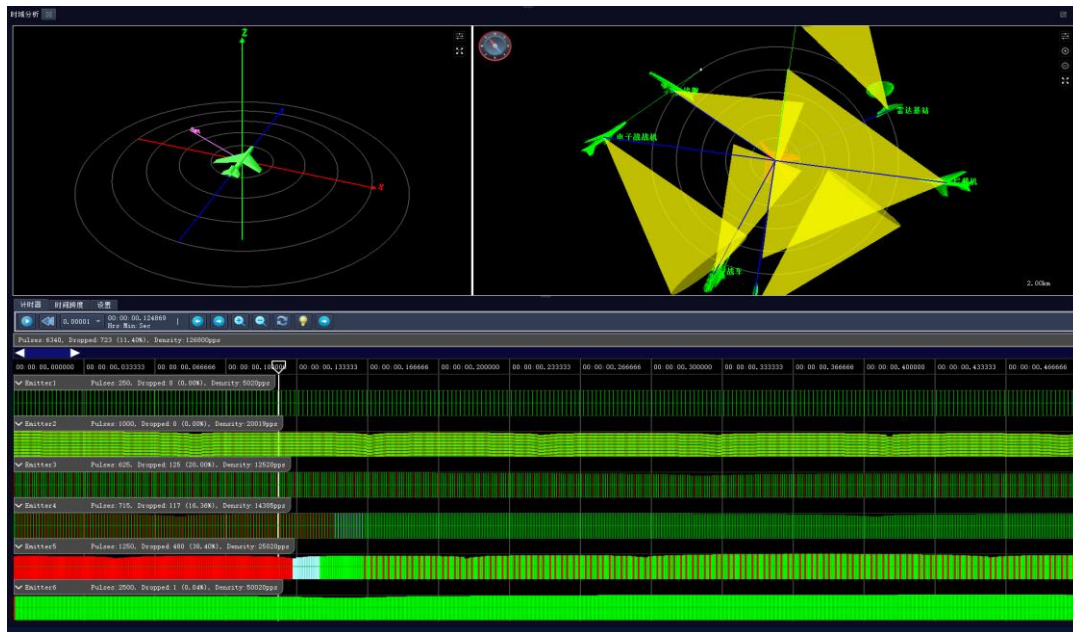 时域分析
Z
X
电子战战机
雷达基站
战车
2.00km
计时器 时间跨度 设置
0.00001
00:00:00.124869
Hrs:Min:Sec
Pulses:6340, Dropped:723 (11.40%), Density:126800pps
00:00:00.000000 00:00:00.033333 00:00:00.066666 00:00:00.133333 00:00:00.166666 00:00:00.200000 00:00:00.233333 00:00:00.266666 00:00:00.300000 00:00:00.333333 00:00:00.366666 00:00:00.400000 00:00:00.433333 00:00:00.466666
Emitter1 Pulses:250, Dropped:0 (0.00%), Density:5020pps
Emitter2 Pulses:1000, Dropped:0 (0.00%), Density:20019pps
Emitter3 Pulses:625, Dropped:125 (20.00%), Density:12520pps
Emitter4 Pulses:715, Dropped:117 (16.36%), Density:14385pps
Emitter5 Pulses:1250, Dropped:480 (38.40%), Density:25020pps
Emitter6 Pulses:2500, Dropped:1 (0.04%), Density:50020pps